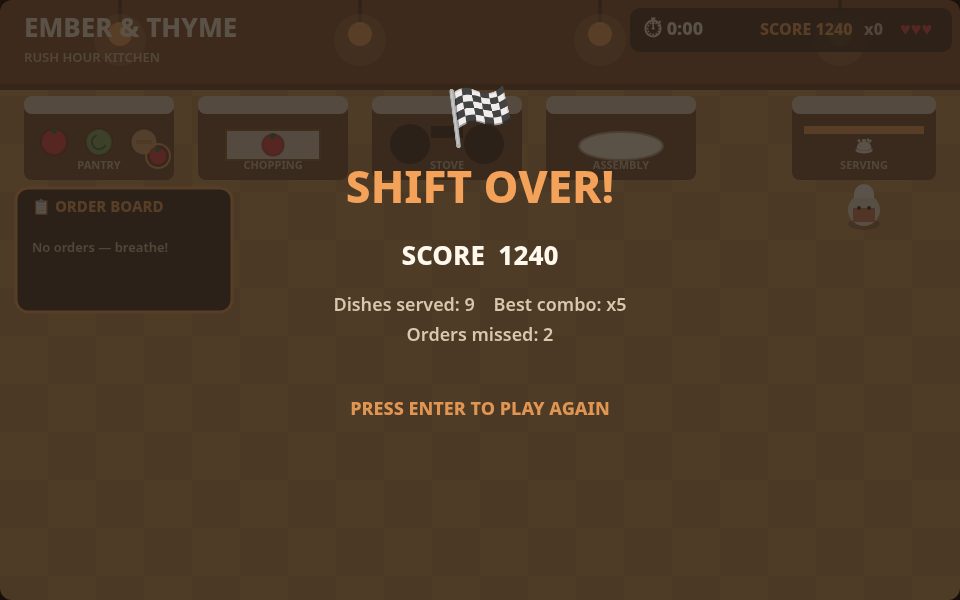 EMBER & THYME
RUSH HOUR KITCHEN
0:00 SCORE 1240 x0
PANTRY CHOPPING STOVE ASSEMBLY SERVING
ORDER BOARD
No orders — breathe!
SHIFT OVER!
SCORE 1240
Dishes served: 9 Best combo: x5
Orders missed: 2
PRESS ENTER TO PLAY AGAIN